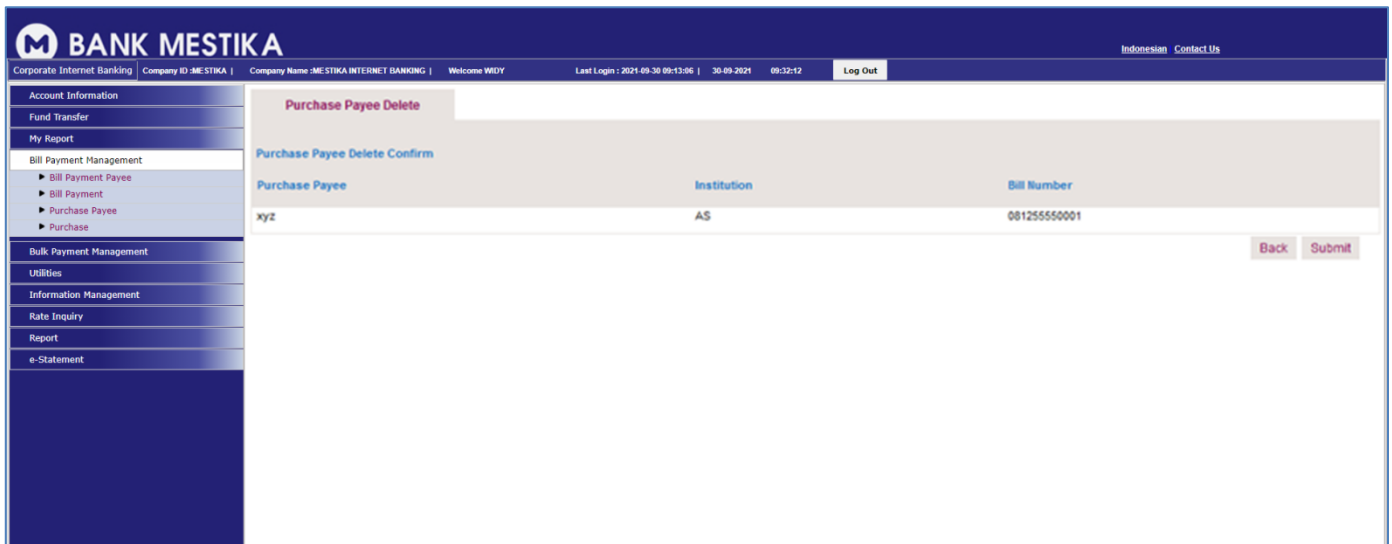 BANK MESTIKA
Indonesian Contact Us
Corporate Internet Banking Company ID :MESTIKA | Company Name :MESTIKA INTERNET BANKING | Welcome WIDY Last Login : 2021-09-30 09:13:06 | 30-09-2021 09:32:12 Log Out
Account Information
Fund Transfer
My Report
Bill Payment Management
Bill Payment Payee
Bill Payment
Purchase Payee
Purchase
Bulk Payment Management
Utilities
Information Management
Rate Inquiry
Report
e-Statement
Purchase Payee Delete
Purchase Payee Delete Confirm
Purchase Payee Institution Bill Number
xyz AS 081255550001
Back Submit